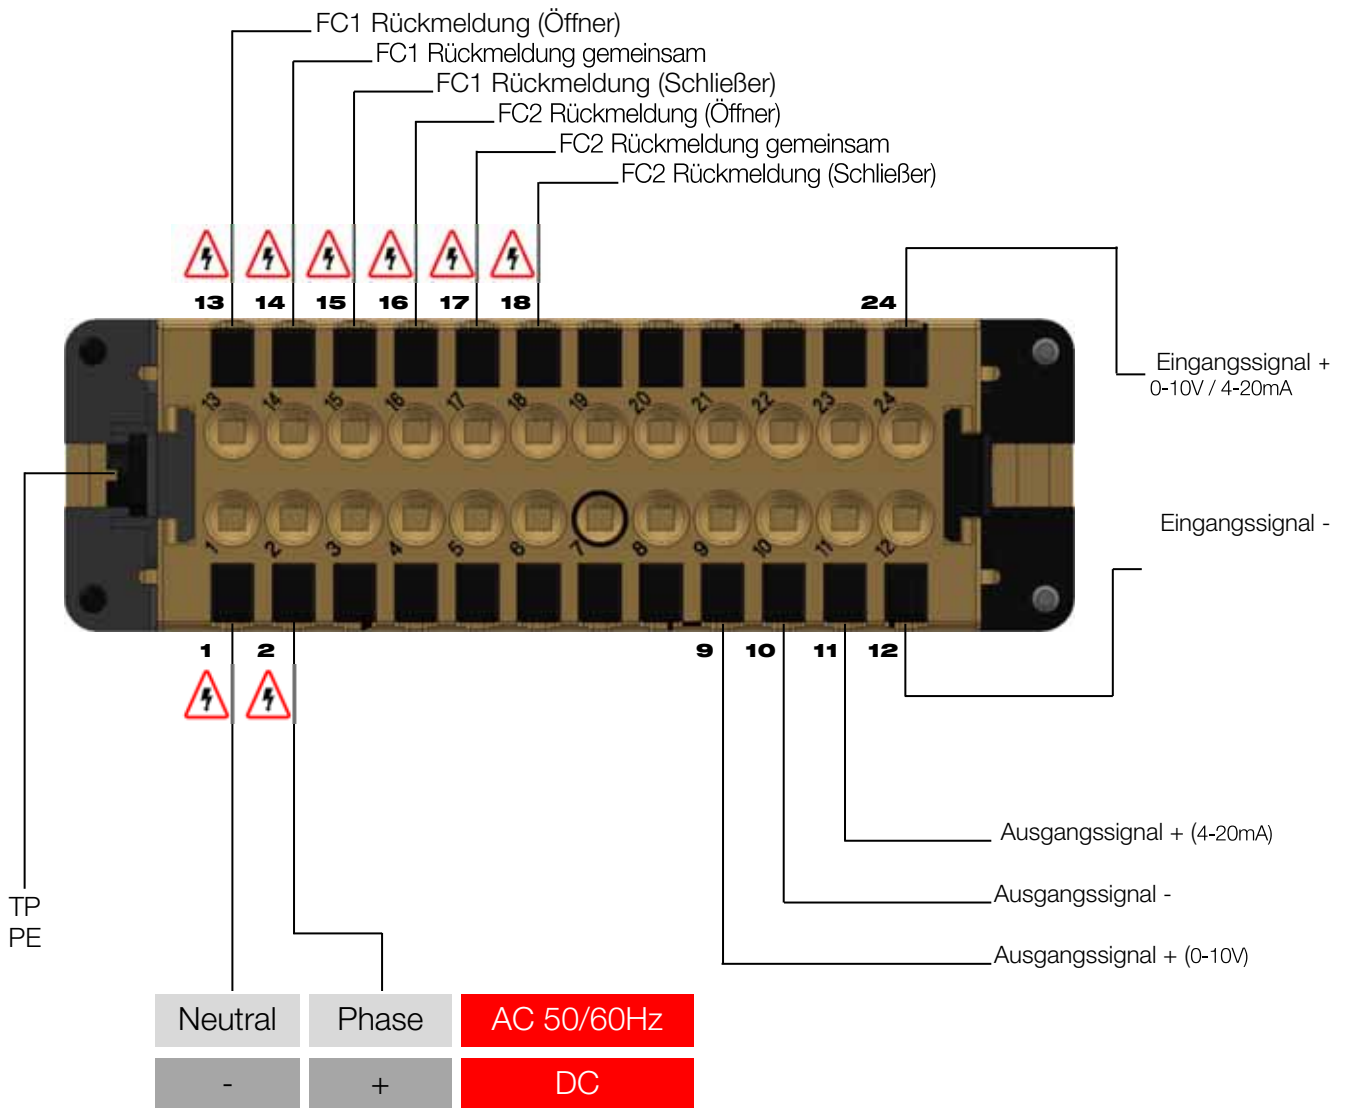 FC1 Rückmeldung (Öffner)
FC1 Rückmeldung gemeinsam
FC1 Rückmeldung (Schließer)
FC2 Rückmeldung (Öffner)
FC2 Rückmeldung gemeinsam
FC2 Rückmeldung (Schließer)
13 14 15 16 17 18 24
Eingangssignal +
0-10V / 4-20mA
13 14 15 16 17 18 19 20 21 22 23 24
Eingangssignal -
1 2 3 4 5 6 7 8 9 10 11 12
1 2 9 10 11 12
Ausgangssignal + (4-20mA)
Ausgangssignal -
Ausgangssignal + (0-10V)
TP
PE
Neutral Phase AC 50/60Hz
- + DC